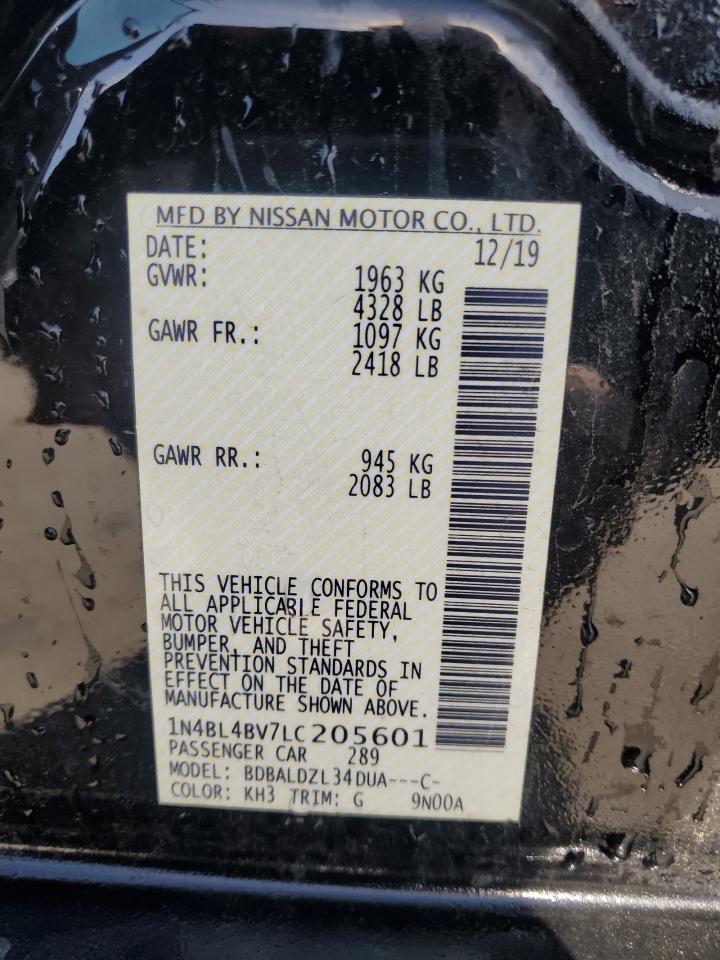 MFD BY NISSAN MOTOR CO., LTD.
DATE: 12/19
GVWR: 1963 KG
4328 LB
GAWR FR.: 1097 KG
2418 LB
GAWR RR.: 945 KG
2083 LB
THIS VEHICLE CONFORMS TO
ALL APPLICABLE FEDERAL
MOTOR VEHICLE SAFETY,
BUMPER, AND THEFT
PREVENTION STANDARDS IN
EFFECT ON THE DATE OF
MANUFACTURE SHOWN ABOVE.
1N4BL4BV7LC205601
PASSENGER CAR 289
MODEL: BDBALDZL34DUA---C-
COLOR: KH3 TRIM: G 9N00A